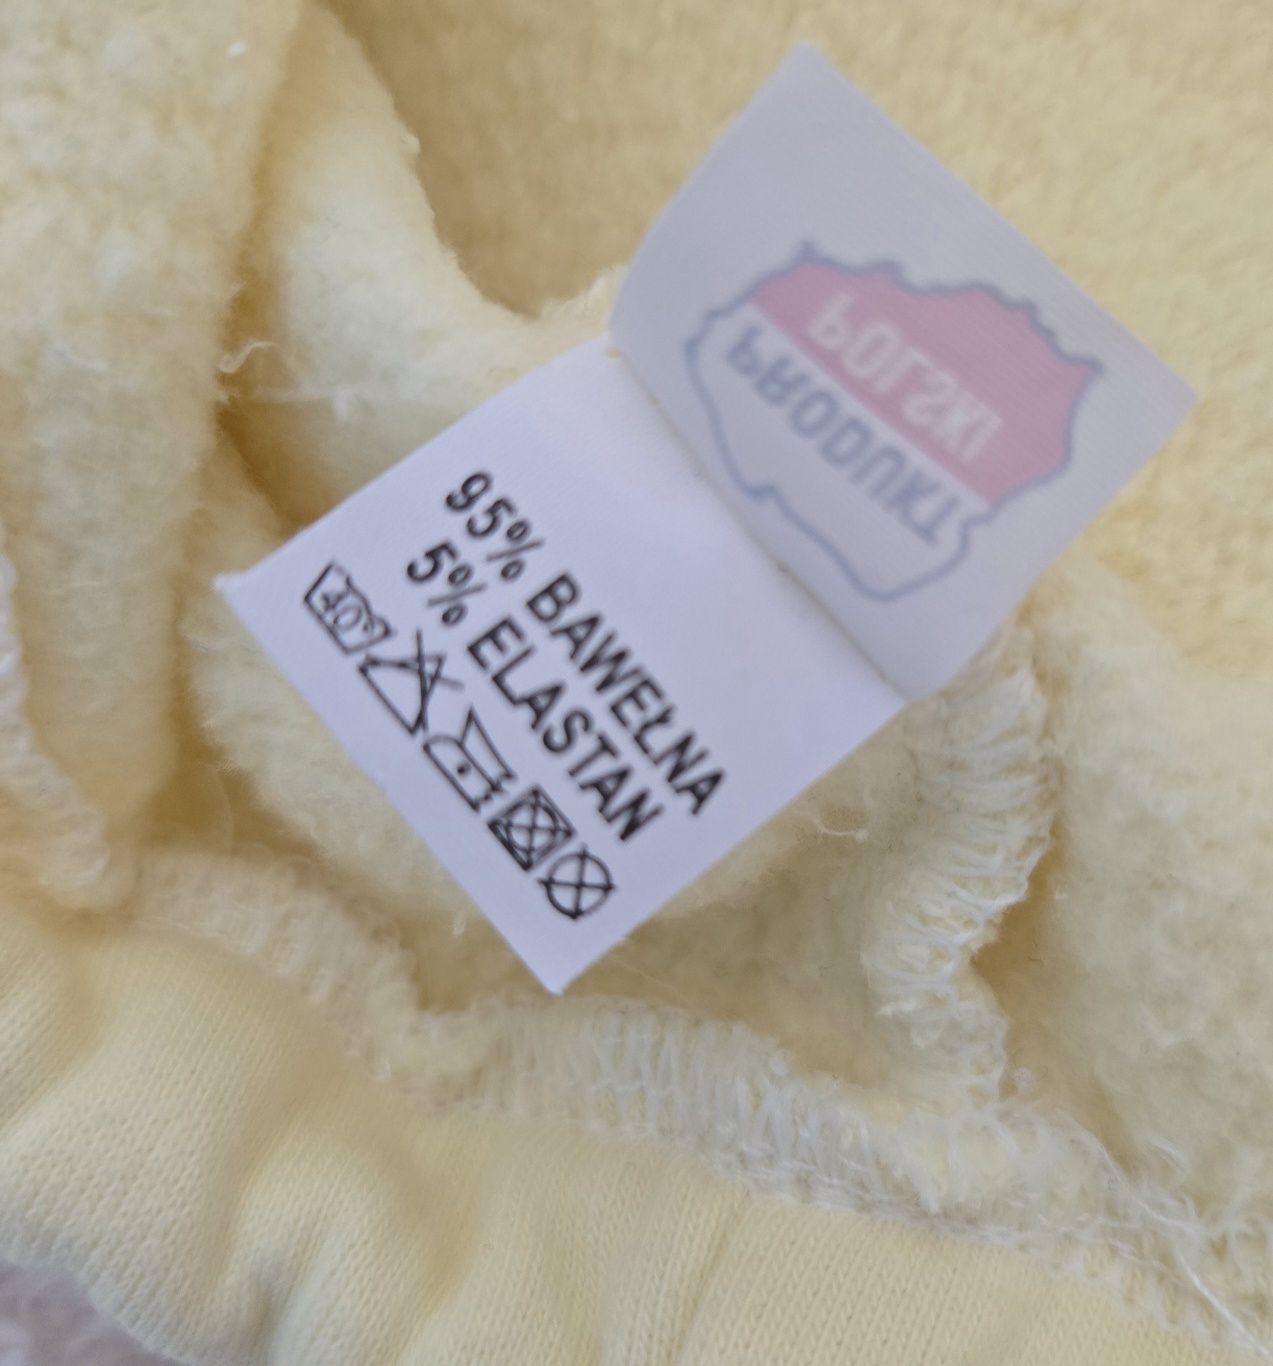 POLSKI
PRODUKT
95% BAWEŁNA
5% ELASTAN
40°